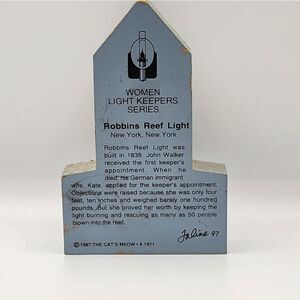 WOMEN
LIGHT KEEPERS
SERIES
Robbins Reef Light
New York, New York
Robbins Reef Light was
built in 1839. John Walker
received the first keeper's
appointment. When he
died, his German immigrant
wife, Kate, applied for the keeper's appointment.
Objections were raised because she was only four
feet, ten inches and weighed barely one hundred
pounds. But she proved her worth by keeping the
light burning and rescuing as many as 50 people
blown onto the reef.
Faline 97
© 1997 THE CAT'S MEOW • # 1971